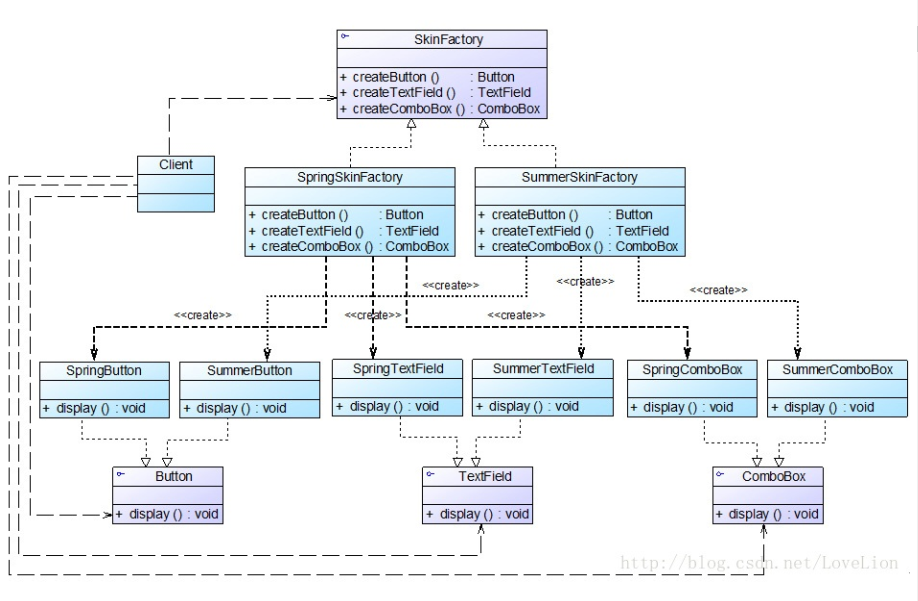 SkinFactory
+ createButton () : Button
+ createTextField () : TextField
+ createComboBox () : ComboBox
Client
SpringSkinFactory
+ createButton () : Button
+ createTextField () : TextField
+ createComboBox () : ComboBox
SummerSkinFactory
+ createButton () : Button
+ createTextField () : TextField
+ createComboBox () : ComboBox
<<create>>
<<create>>
<<create>>
<<create>>
<<create>>
<<create>>
SpringButton
+ display () : void
SummerButton
+ display () : void
SpringTextField
+ display () : void
SummerTextField
+ display () : void
SpringComboBox
+ display () : void
SummerComboBox
+ display () : void
Button
+ display () : void
TextField
+ display () : void
ComboBox
+ display () : void
http://blog.csdn.net/LoveLion